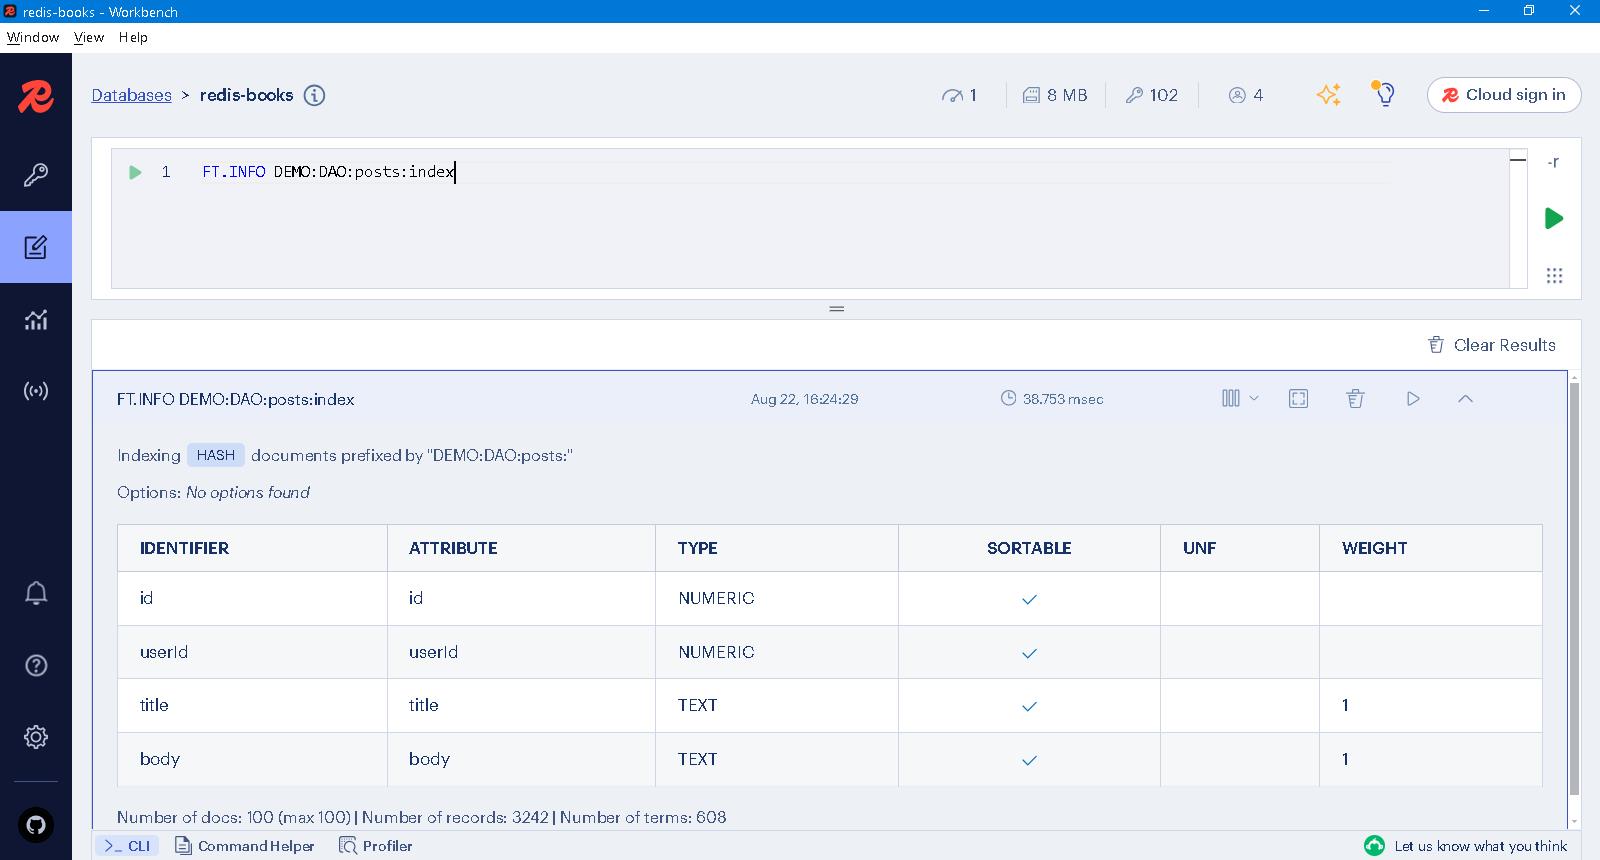 redis-books - Workbench
Window View Help
Databases > redis-books
1 8 MB 102 4 Cloud sign in
1 FT.INFO DEMO:DAO:posts:index
-r
Clear Results
FT.INFO DEMO:DAO:posts:index Aug 22, 16:24:29 38.753 msec
Indexing HASH documents prefixed by "DEMO:DAO:posts:"
Options: No options found
IDENTIFIER ATTRIBUTE TYPE SORTABLE UNF WEIGHT
id id NUMERIC
userId userId NUMERIC
title title TEXT 1
body body TEXT 1
Number of docs: 100 (max 100) | Number of records: 3242 | Number of terms: 608
>_ CLI Command Helper Profiler Let us know what you think